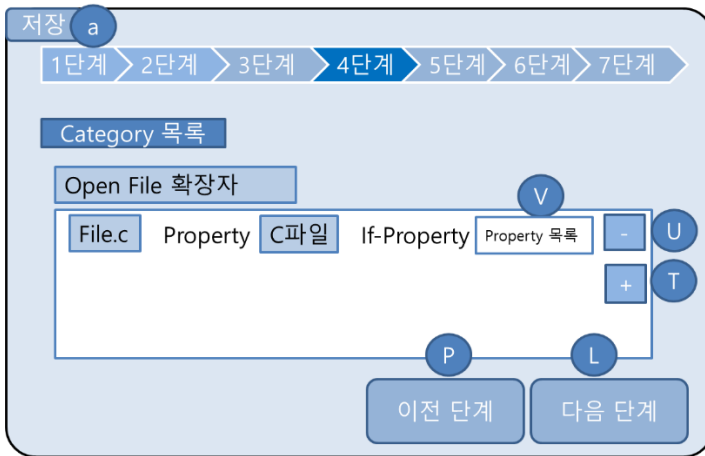 저장 a
1단계 2단계 3단계 4단계 5단계 6단계 7단계
Category 목록
Open File 확장자
V
File.c Property C파일 If-Property Property 목록 - U
+ T
P L
이전 단계 다음 단계